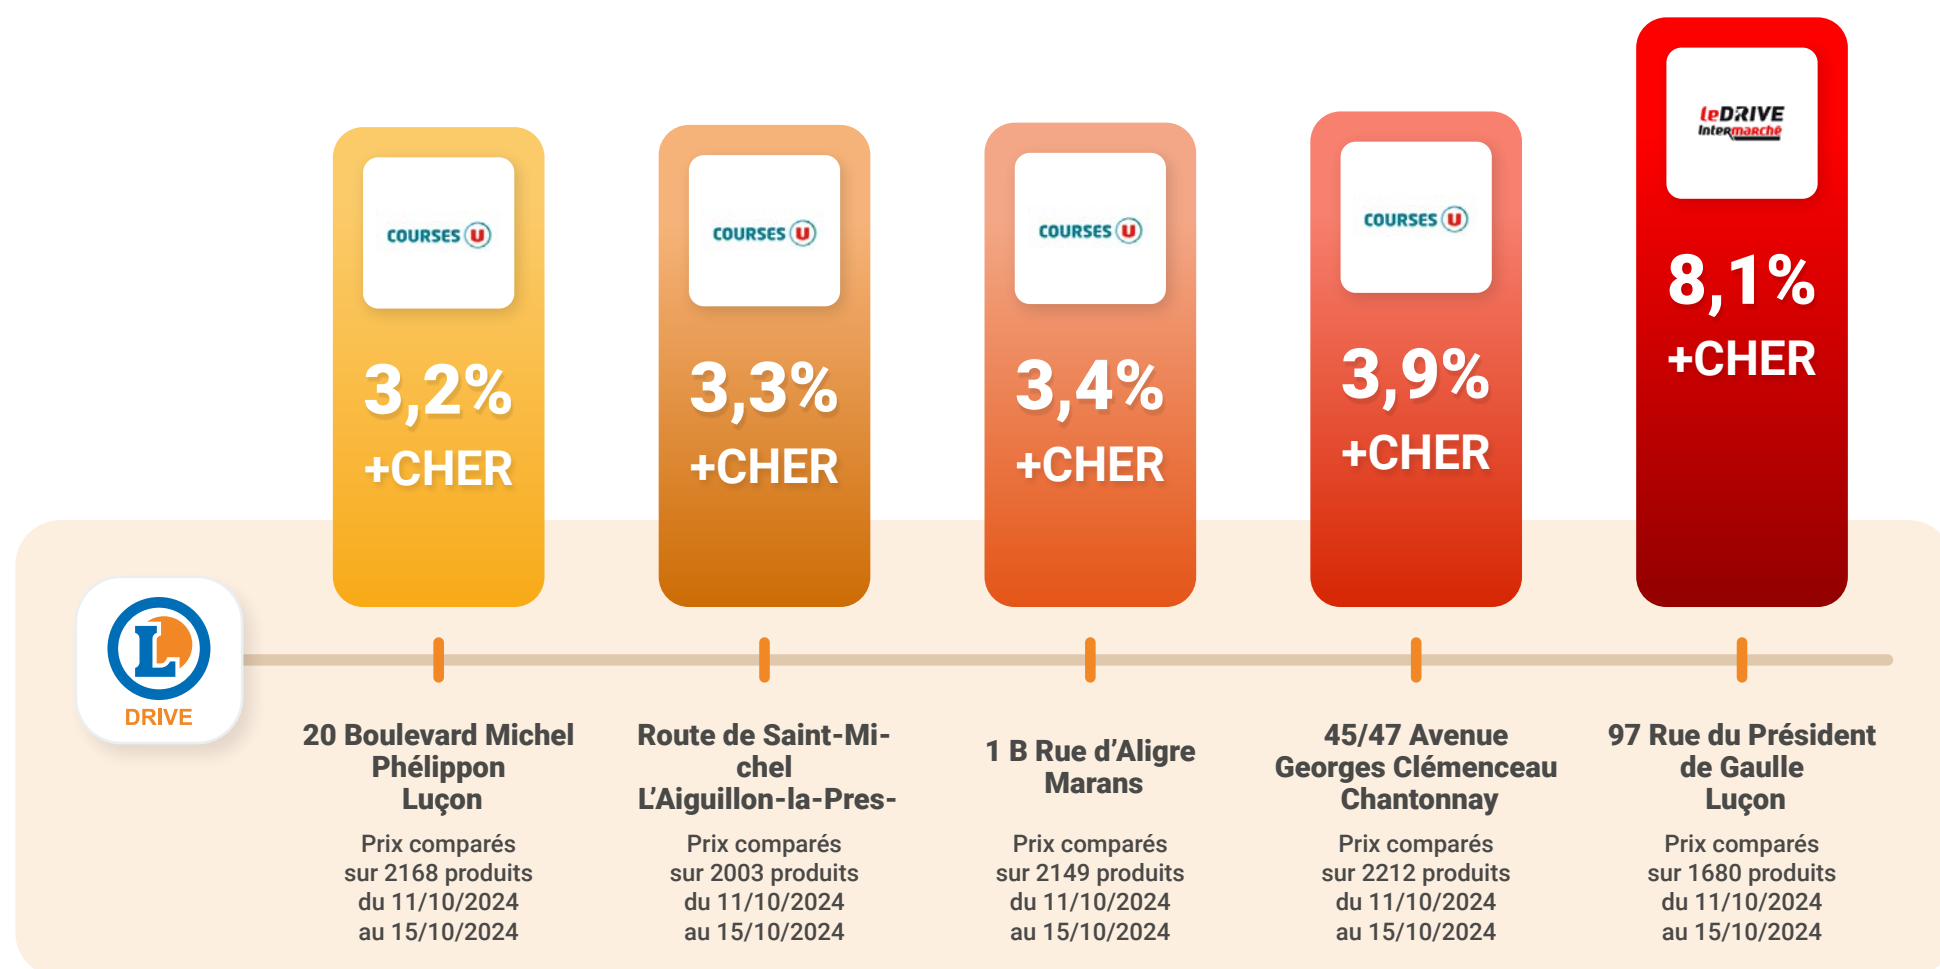 COURSES U
3,2%
+CHER
COURSES U
3,3%
+CHER
COURSES U
3,4%
+CHER
COURSES U
3,9%
+CHER
leDRIVE
Intermarché
8,1%
+CHER
L
DRIVE
20 Boulevard Michel
Phélippon
Luçon
Prix comparés
sur 2168 produits
du 11/10/2024
au 15/10/2024
Route de Saint-Mi-
chel
L'Aiguillon-la-Pres-
Prix comparés
sur 2003 produits
du 11/10/2024
au 15/10/2024
1 B Rue d'Aligre
Marans
Prix comparés
sur 2149 produits
du 11/10/2024
au 15/10/2024
45/47 Avenue
Georges Clémenceau
Chantonnay
Prix comparés
sur 2212 produits
du 11/10/2024
au 15/10/2024
97 Rue du Président
de Gaulle
Luçon
Prix comparés
sur 1680 produits
du 11/10/2024
au 15/10/2024